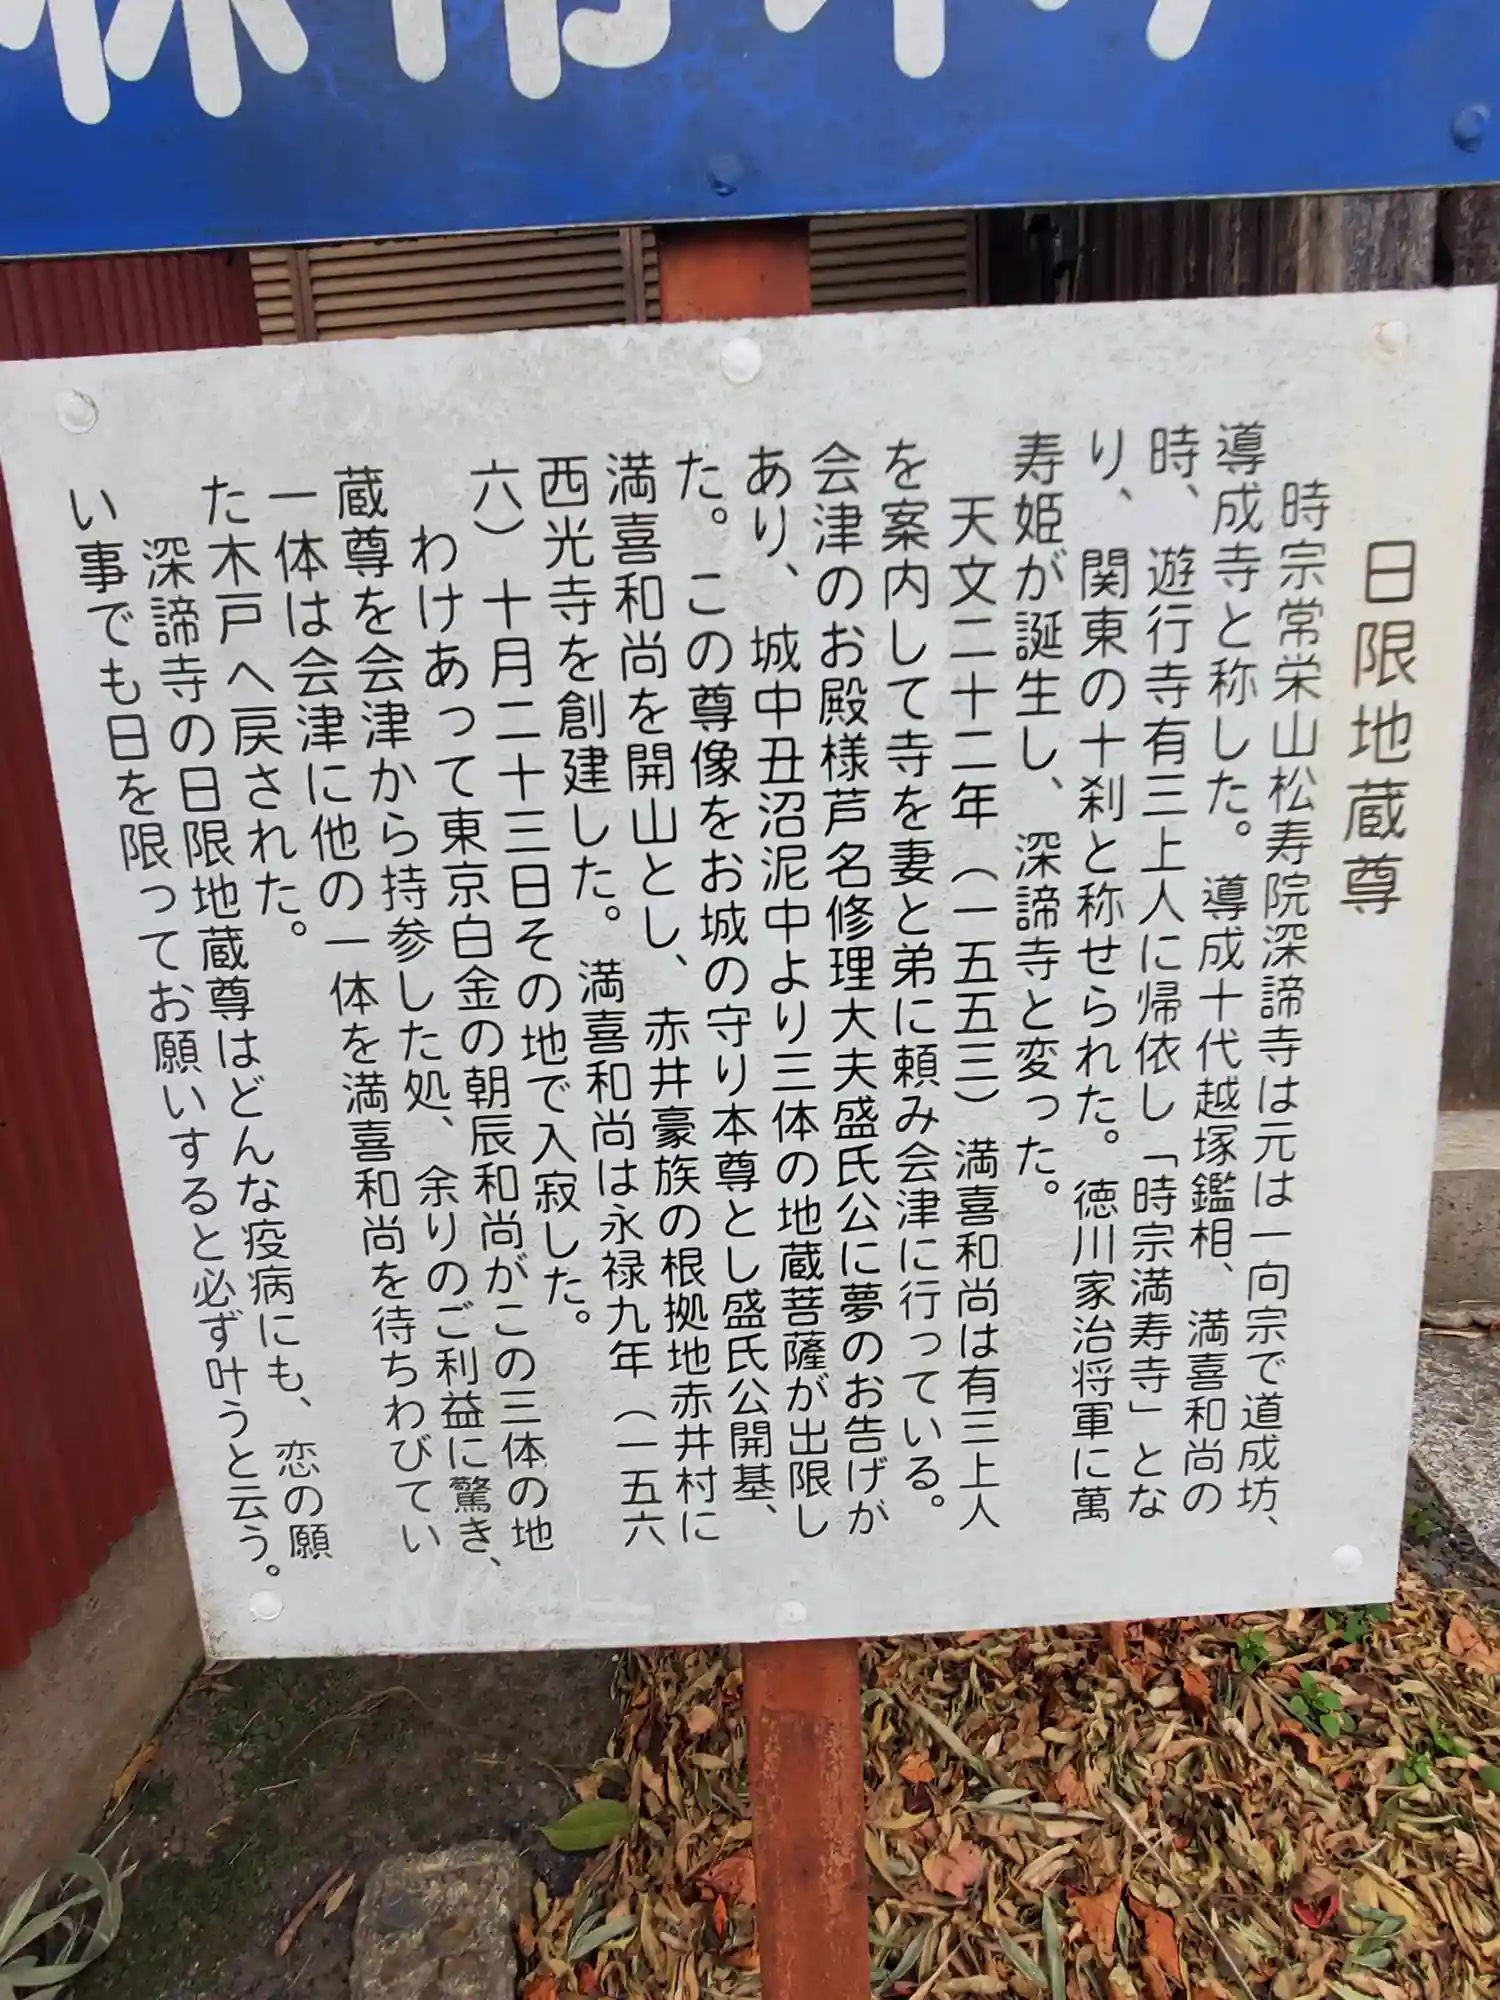 日限地蔵尊
時宗常栄山松寿院深諦寺は元は一向宗で道成坊、
導成寺と称した。導成十代越塚鑑相、満喜和尚の
時、遊行寺有三上人に帰依し「時宗満寿寺」とな
り、関東の十刹と称せられた。徳川家治将軍に萬
寿姫が誕生し、深諦寺と変った。
天文二十二年（一五五三）満喜和尚は有三上人
を案内して寺を妻と弟に頼み会津に行っている。
会津のお殿様芦名修理大夫盛氏公に夢のお告げが
あり、城中丑沼泥中より三体の地蔵菩薩が出限し
た。この尊像をお城の守り本尊とし盛氏公開基、
満喜和尚を開山とし、赤井豪族の根拠地赤井村に
西光寺を創建した。満喜和尚は永禄九年（一五六
六）十月二十三日その地で入寂した。
わけあって東京白金の朝辰和尚がこの三体の地
蔵尊を会津から持参した処、余りのご利益に驚き、
一体は会津に他の一体を満喜和尚を待ちわびてい
た木戸へ戻された。
深諦寺の日限地蔵尊はどんな疫病にも、恋の願
い事でも日を限ってお願いすると必ず叶うと云う。